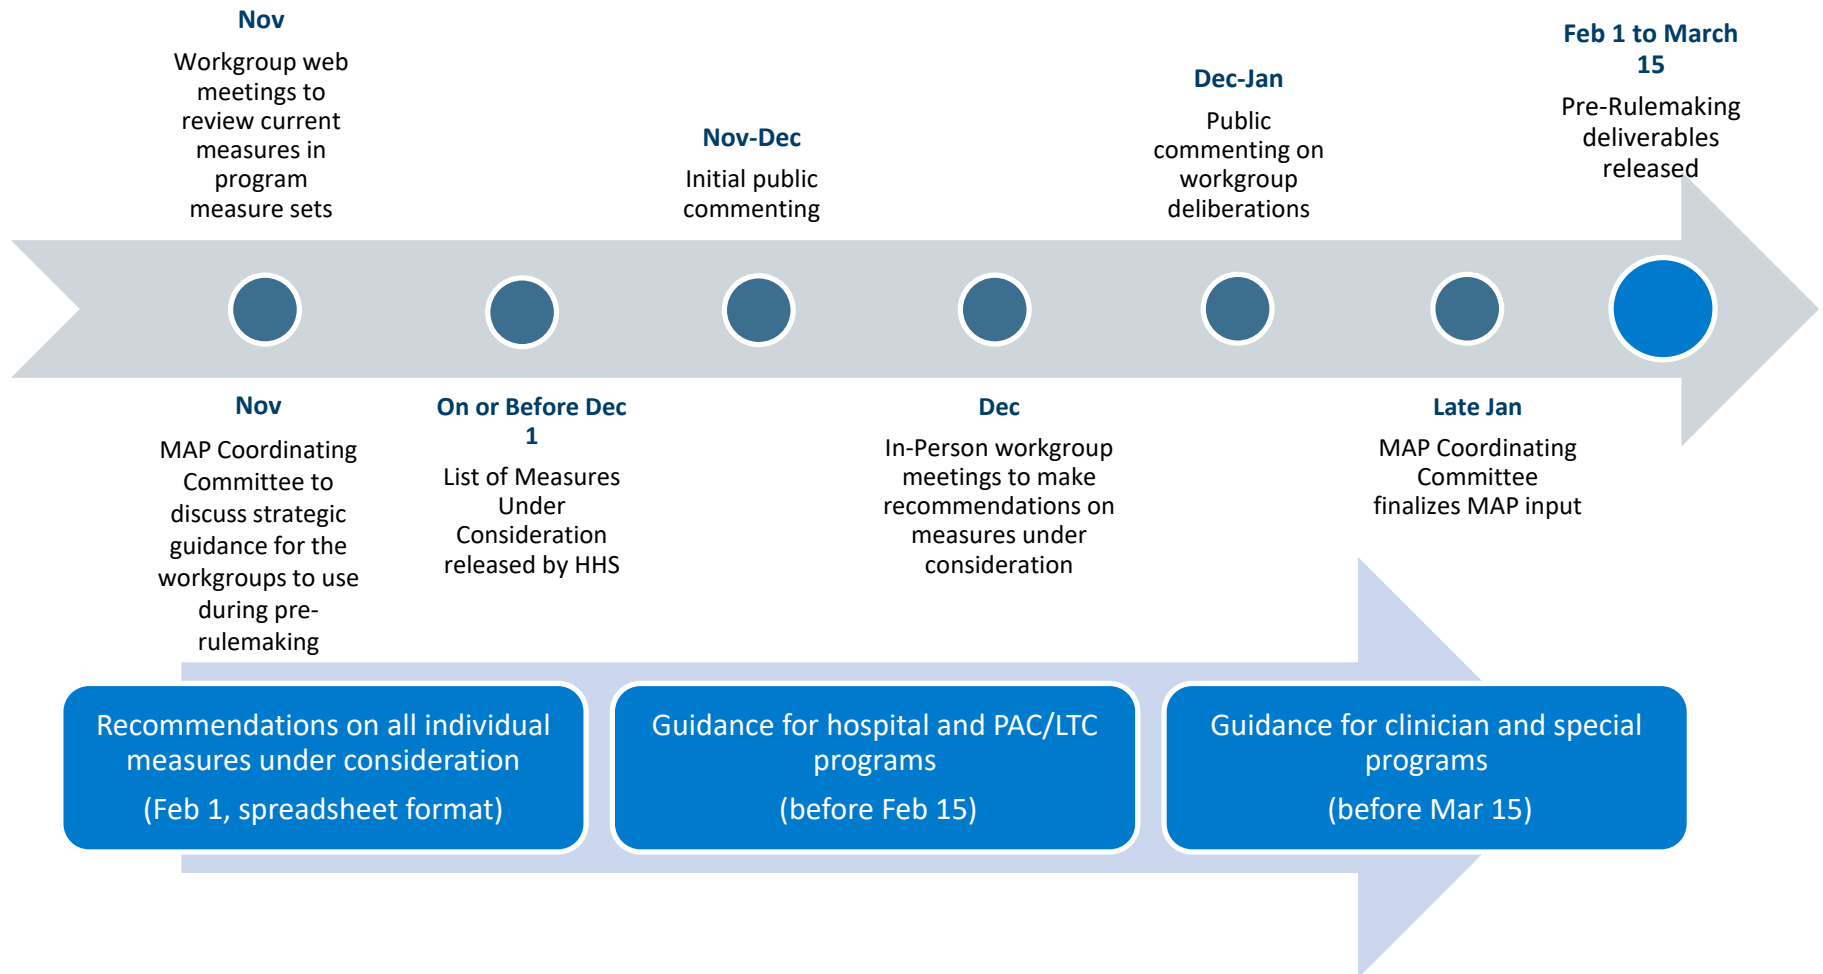 Nov
Workgroup web
meetings to
review current
measures in
program
measure sets
Nov-Dec
Initial public
commenting
Dec-Jan
Public
commenting on
workgroup
deliberations
Feb 1 to March
15
Pre-Rulemaking
deliverables
released
Nov
MAP Coordinating
Committee to
discuss strategic
guidance for the
workgroups to use
during pre-
rulemaking
On or Before Dec
1
List of Measures
Under
Consideration
released by HHS
Dec
In-Person workgroup
meetings to make
recommendations on
measures under
consideration
Late Jan
MAP Coordinating
Committee
finalizes MAP input
Recommendations on all individual
measures under consideration
(Feb 1, spreadsheet format)
Guidance for hospital and PAC/LTC
programs
(before Feb 15)
Guidance for clinician and special
programs
(before Mar 15)